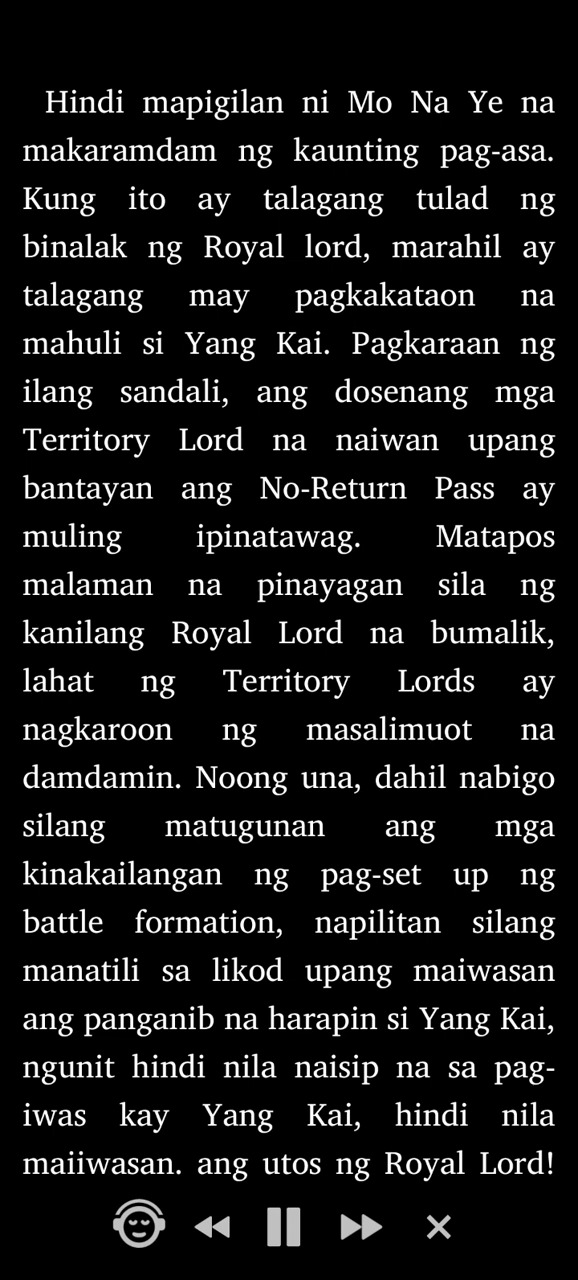 Hindi mapigilan ni Mo Na Ye na
makaramdam ng kaunting pag-asa.
Kung ito ay talagang tulad ng
binalak ng Royal lord, marahil ay
talagang may pagkakataon na
mahuli si Yang Kai. Pagkaraan ng
ilang sandali, ang dosenang mga
Territory Lord na naiwan upang
bantayan ang No-Return Pass ay
muling ipinatawag. Matapos
malaman na pinayagan sila ng
kanilang Royal Lord na bumalik,
lahat ng Territory Lords ay
nagkaroon ng masalimuot na
damdamin. Noong una, dahil nabigo
silang matugunan ang mga
kinakailangan ng pag-set up ng
battle formation, napilitan silang
manatili sa likod upang maiwasan
ang panganib na harapin si Yang Kai,
ngunit hindi nila naisip na sa pag-
iwas kay Yang Kai, hindi nila
maiiwasan. ang utos ng Royal Lord!